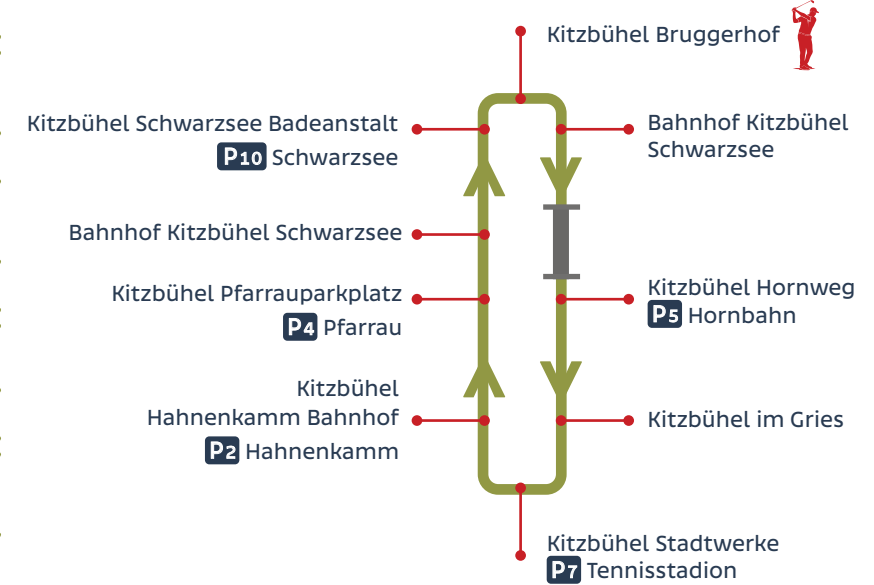 Kitzbühel Bruggerhof
Kitzbühel Schwarzsee Badeanstalt
P10 Schwarzsee
Bahnhof Kitzbühel
Schwarzsee
Bahnhof Kitzbühel Schwarzsee
Kitzbühel Pfarrauparkplatz
P4 Pfarrau
Kitzbühel Hornweg
P5 Hornbahn
Kitzbühel
Hahnenkamm Bahnhof
P2 Hahnenkamm
Kitzbühel im Gries
Kitzbühel Stadtwerke
P7 Tennisstadion